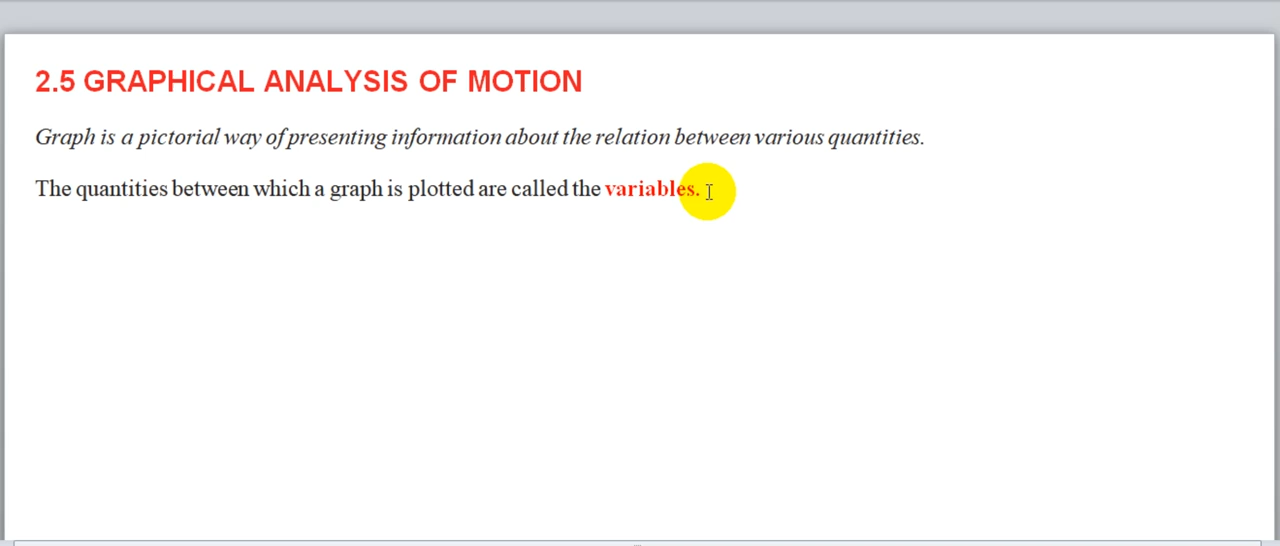 2.5 GRAPHICAL ANALYSIS OF MOTION
Graph is a pictorial way of presenting information about the relation between various quantities.
The quantities between which a graph is plotted are called the variables.